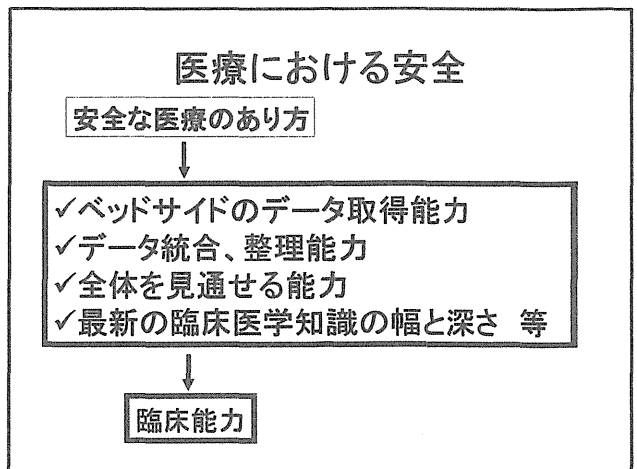 医療における安全
安全な医療のあり方
✓ベッドサイドのデータ取得能力
✓データ統合、整理能力
✓全体を見通せる能力
✓最新の臨床医学知識の幅と深さ 等
臨床能力